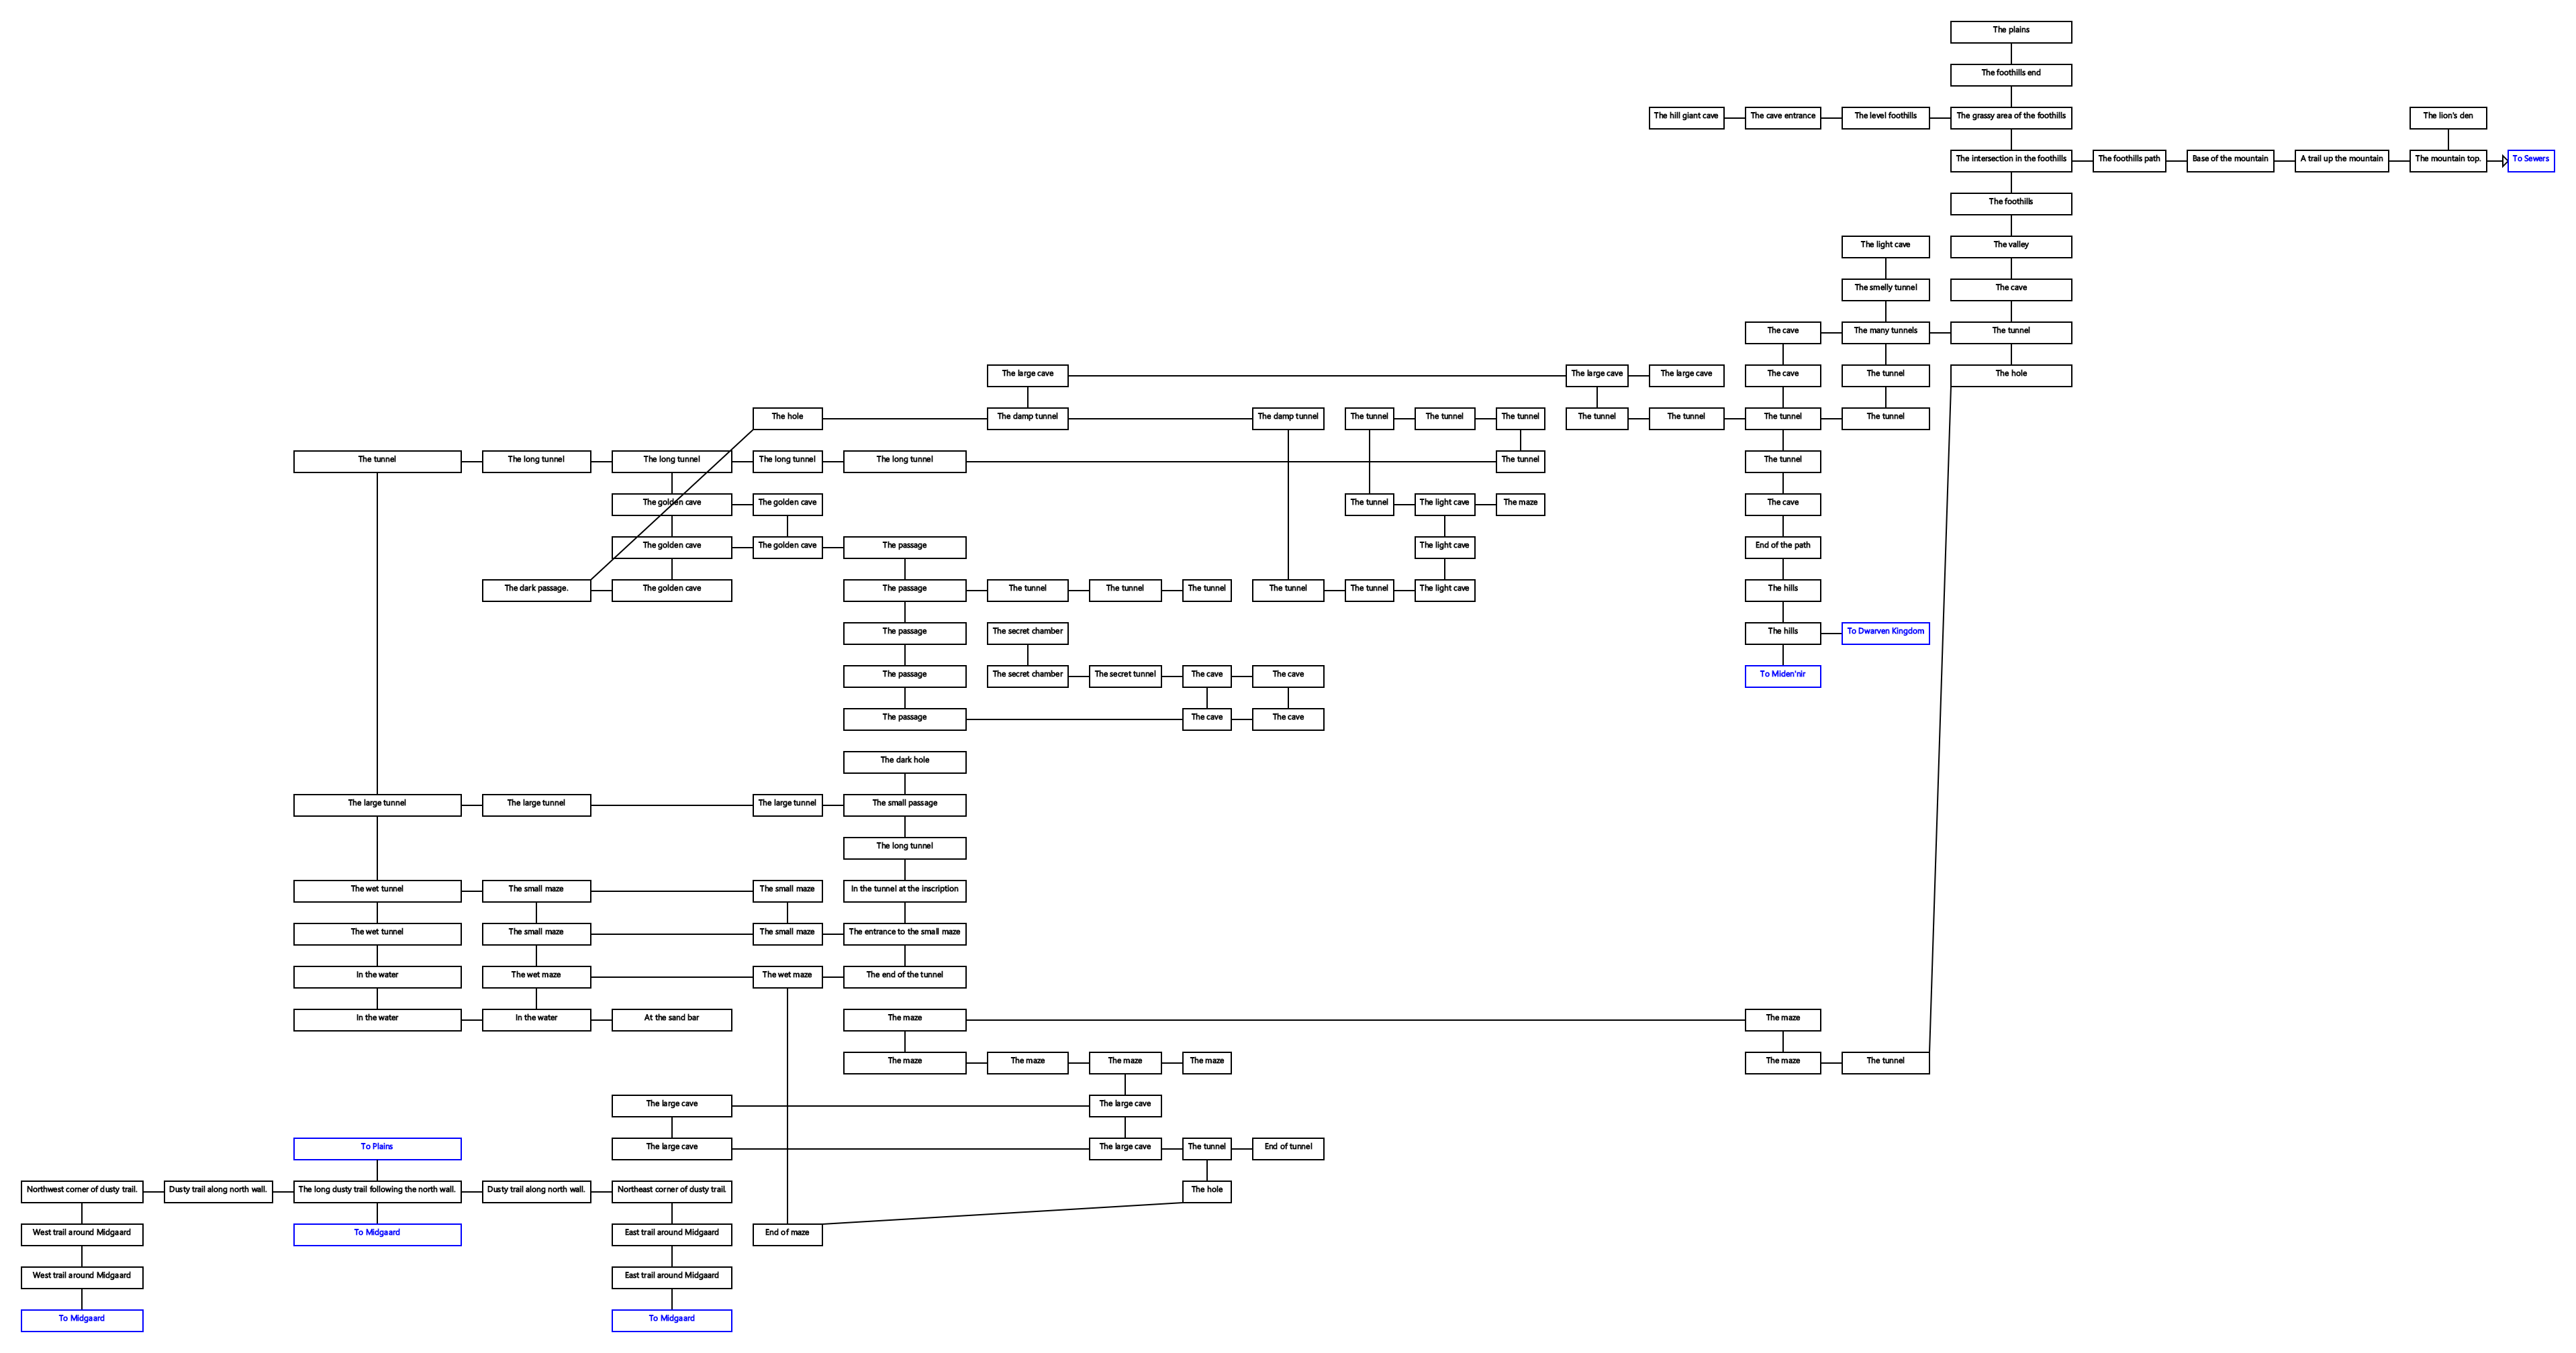 The plains
The foothills end
The hill giant cave
The cave entrance
The level foothills
The grassy area of the foothills
The lion's den
The intersection in the foothills
The foothills path
Base of the mountain
A trail up the mountain
The mountain top.
To Sewers
The foothills
The light cave
The valley
The smelly tunnel
The cave
The cave
The many tunnels
The tunnel
The large cave
The large cave
The large cave
The cave
The tunnel
The hole
The hole
The damp tunnel
The damp tunnel
The tunnel
The tunnel
The tunnel
The tunnel
The tunnel
The tunnel
The tunnel
The tunnel
The long tunnel
The long tunnel
The long tunnel
The long tunnel
The tunnel
The tunnel
The golden cave
The golden cave
The tunnel
The light cave
The maze
The cave
The golden cave
The golden cave
The passage
The light cave
End of the path
The dark passage.
The golden cave
The passage
The tunnel
The tunnel
The tunnel
The tunnel
The tunnel
The light cave
The hills
The passage
The secret chamber
The hills
To Dwarven Kingdom
The passage
The secret chamber
The secret tunnel
The cave
The cave
To Miden'nir
The passage
The cave
The cave
The dark hole
The large tunnel
The large tunnel
The large tunnel
The small passage
The long tunnel
The wet tunnel
The small maze
The small maze
In the tunnel at the inscription
The wet tunnel
The small maze
The small maze
The entrance to the small maze
In the water
The wet maze
The wet maze
The end of the tunnel
In the water
In the water
At the sand bar
The maze
The maze
The maze
The maze
The maze
The maze
The maze
The tunnel
The large cave
The large cave
To Plains
The large cave
The large cave
The tunnel
End of tunnel
Northwest corner of dusty trail.
Dusty trail along north wall.
The long dusty trail following the north wall.
Dusty trail along north wall.
Northeast corner of dusty trail.
The hole
West trail around Midgaard
To Midgaard
East trail around Midgaard
End of maze
West trail around Midgaard
East trail around Midgaard
To Midgaard
To Midgaard